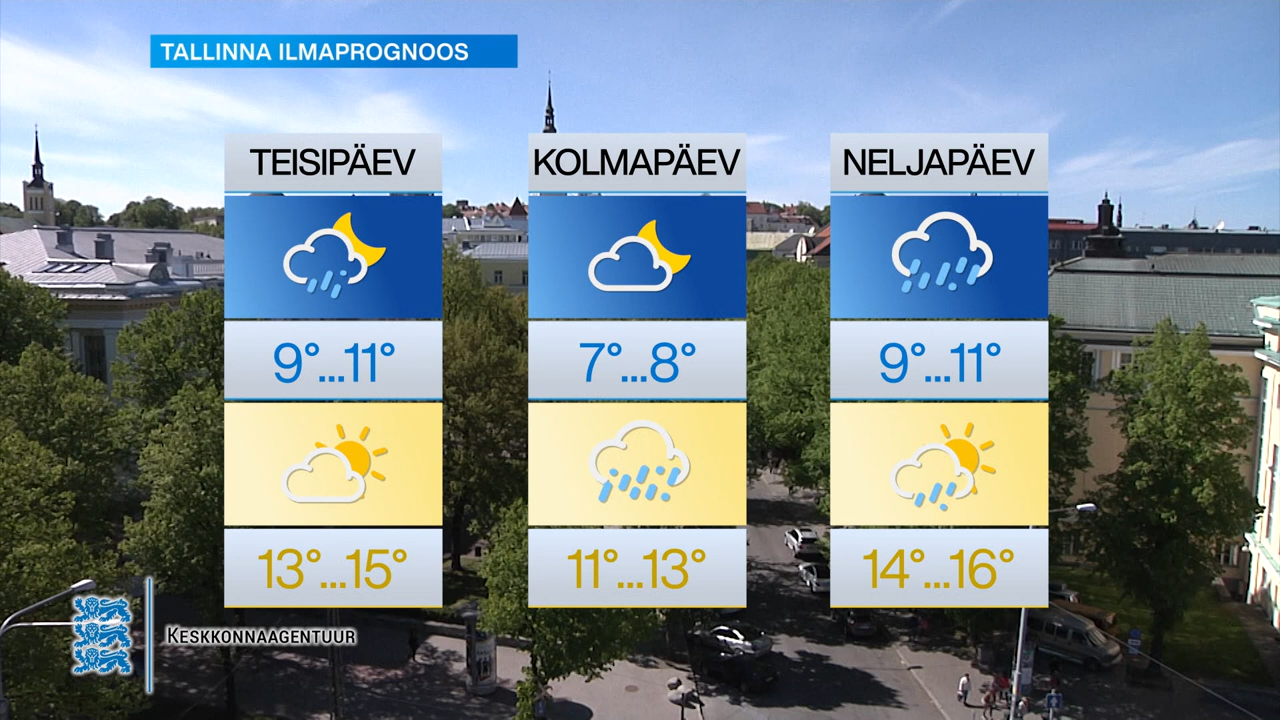 TALLINNA ILMAPROGNOOS
TEISIPÄEV
9°...11°
13°...15°
KOLMAPÄEV
7°...8°
11°...13°
NELJAPÄEV
9°...11°
14°...16°
KESKKONNAAGENTUUR